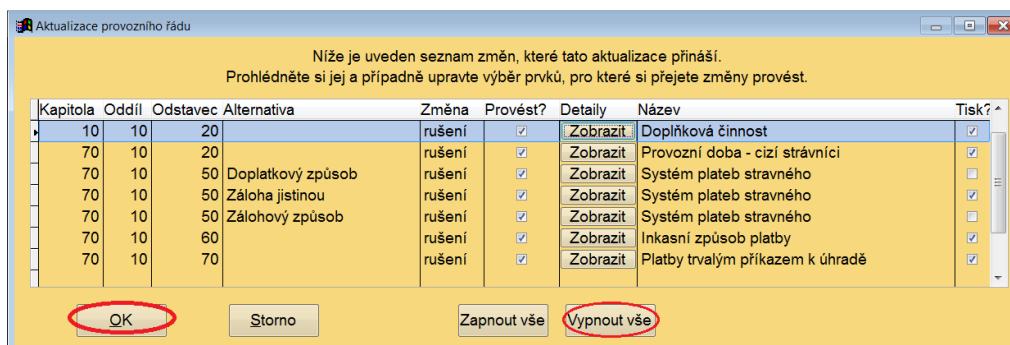 Aktualizace provozního řádu
Níže je uveden seznam změn, které tato aktualizace přináší.
Prohlédněte si jej a případně upravte výběr prvků, pro které si přejete změny provést.
Kapitola Oddíl Odstavec Alternativa Změna Provést? Detaily Název Tisk?
10 10 20 rušení Zobrazit Doplňková činnost
70 10 20 rušení Zobrazit Provozní doba - cizí strávníci
70 10 50 Doplatkový způsob rušení Zobrazit Systém plateb stravného
70 10 50 Záloha jistinou rušení Zobrazit Systém plateb stravného
70 10 50 Zálohový způsob rušení Zobrazit Systém plateb stravného
70 10 60 rušení Zobrazit Inkasní způsob platby
70 10 70 rušení Zobrazit Platby trvalým příkazem k úhradě
OK Storno Zapnout vše Vypnout vše